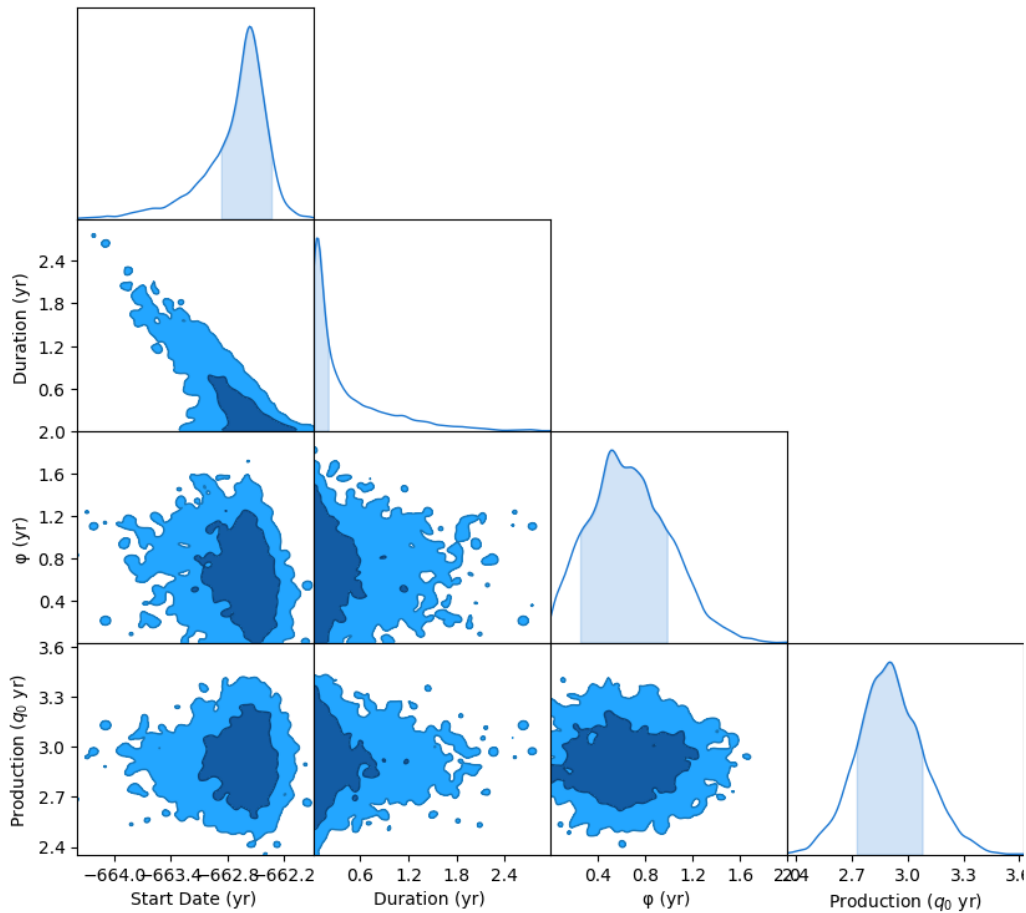 Duration (yr)
2.4
1.8
1.2
0.6
2.0
φ (yr)
1.6
1.2
0.8
0.4
Production (q₀ yr)
3.6
3.3
3.0
2.7
2.4
−664.0 −663.4 −662.8 −662.2
Start Date (yr)
0.6 1.2 1.8 2.4
Duration (yr)
0.4 0.8 1.2 1.6 2.0
φ (yr)
2.4 2.7 3.0 3.3 3.6
Production (q₀ yr)